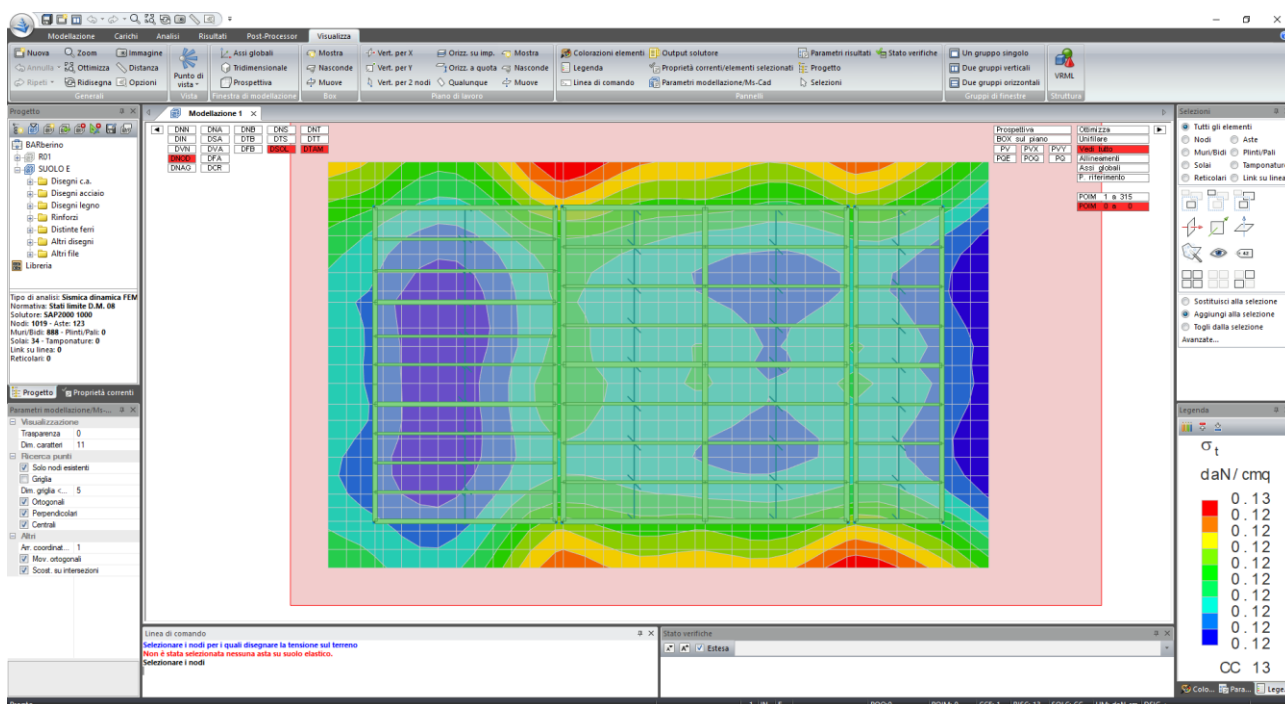 Modellazione Carichi Analisi Risultati Post-Processor Visualizza
Nuova Zoom Immagine
Annulla Ottimizza Distanza
Ripeti Ridisegna Opzioni
Generali
Punto di vista
Vista
Assi globali
Tridimensionale
Prospettiva
Finestra di modellazione
Mostra
Nasconde
Muove
Box
Vert. per X Orizz. su imp. Mostra
Vert. per Y Orizz. a quota Nasconde
Vert. per 2 nodi Qualunque Muove
Piano di lavoro
Colorazioni elementi Output solutore Parametri risultati Stato verifiche
Legenda Proprietà correnti/elementi selezionati Progetto
Linea di comando Parametri modellazione/Ms-Cad Selezioni
Pannelli
Un gruppo singolo
Due gruppi verticali
Due gruppi orizzontali
Gruppi di finestre
VRML
Struttura
Progetto
BARberino
R01
SUOLO E
Disegni c.a.
Disegni acciaio
Disegni legno
Rinforzi
Distinte ferri
Altri disegni
Altri file
Libreria
Tipo di analisi: Sismica dinamica FEM
Normativa: Stati limite D.M. 08
Solutore: SAP2000 1000
Nodi: 1019 - Aste: 123
Muri/Bidi: 888 - Plinti/Pali: 0
Solai: 34 - Tamponature: 0
Link su linea: 0
Reticolari: 0
Progetto Proprietà correnti
Parametri modellazione/Ms-...
Visualizzazione
Trasparenza 0
Dim. caratteri 11
Ricerca punti
Solo nodi esistenti
Griglia
Dim. griglia <... 5
Ortogonali
Perpendicolari
Centrali
Altri
Arr. coordinat... 1
Mov. ortogonali
Scost. su intersezioni
Modellazione 1
DNN DNA DNB DNS DNT
DIN DSA DTB DTS DTT
DVN DVA DFB DSOL DTAM
DNOD DFA
DNAG DCR
Prospettiva Ottimizza
BOX sul piano Unifilare
PV PVX PVY Vedi tutto
PQE POQ PQ Allineamenti
Assi globali
P. riferimento
POIM 1 a 315
POIM 0 a 0
Linea di comando
Selezionare i nodi per i quali disegnare la tensione sul terreno
Non è stata selezionata nessuna asta su suolo elastico.
Selezionare i nodi
Stato verifiche
Estesa
Selezioni
Tutti gli elementi
Nodi Aste
Muri/Bidi Plinti/Pali
Solai Tamponature
Reticolari Link su linea
Sostituisci alla selezione
Aggiungi alla selezione
Togli dalla selezione
Avanzate...
Legenda
σt
daN/cmq
0.13
0.12
0.12
0.12
0.12
0.12
0.12
0.12
0.12
0.12
CC 13
Colo... Para... Lege...
Pronto